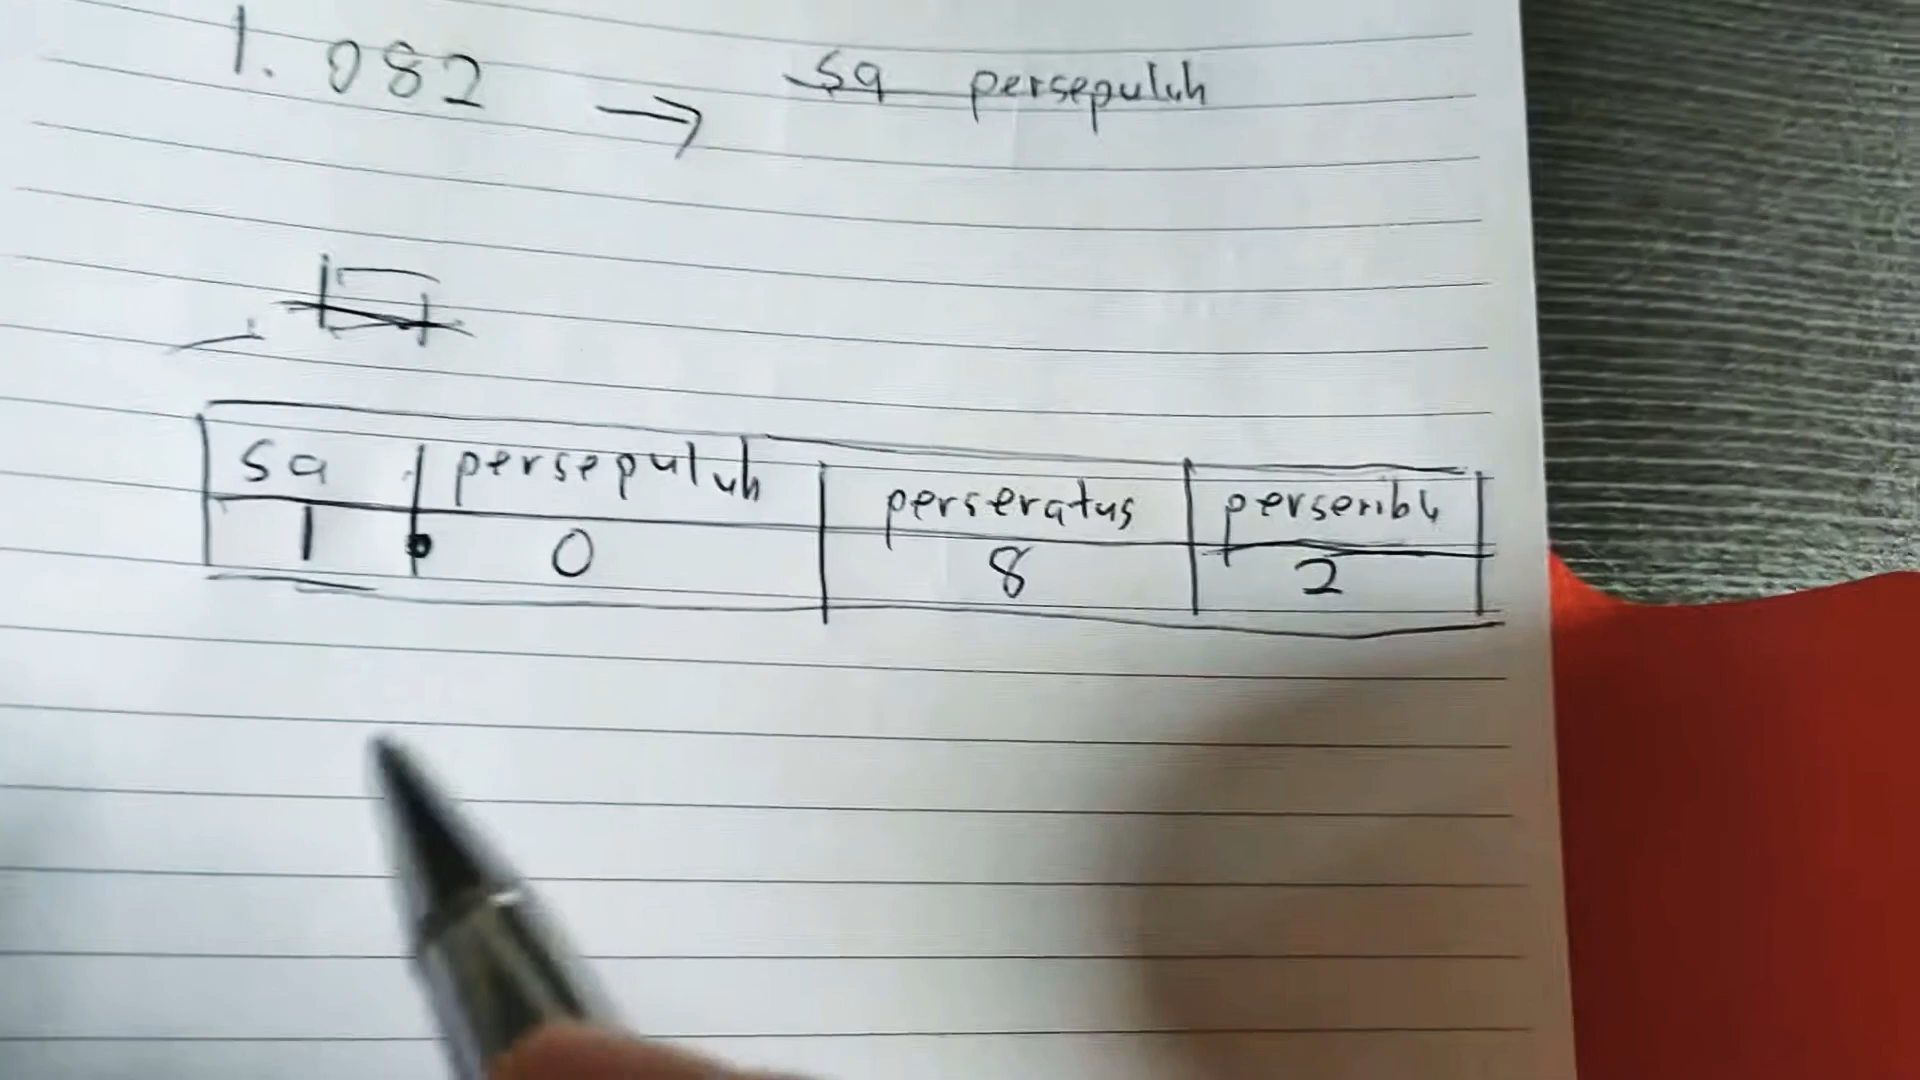 1.082 → sa persepuluh
sa persepuluh perseratus perseribu
1 . 0 8 2